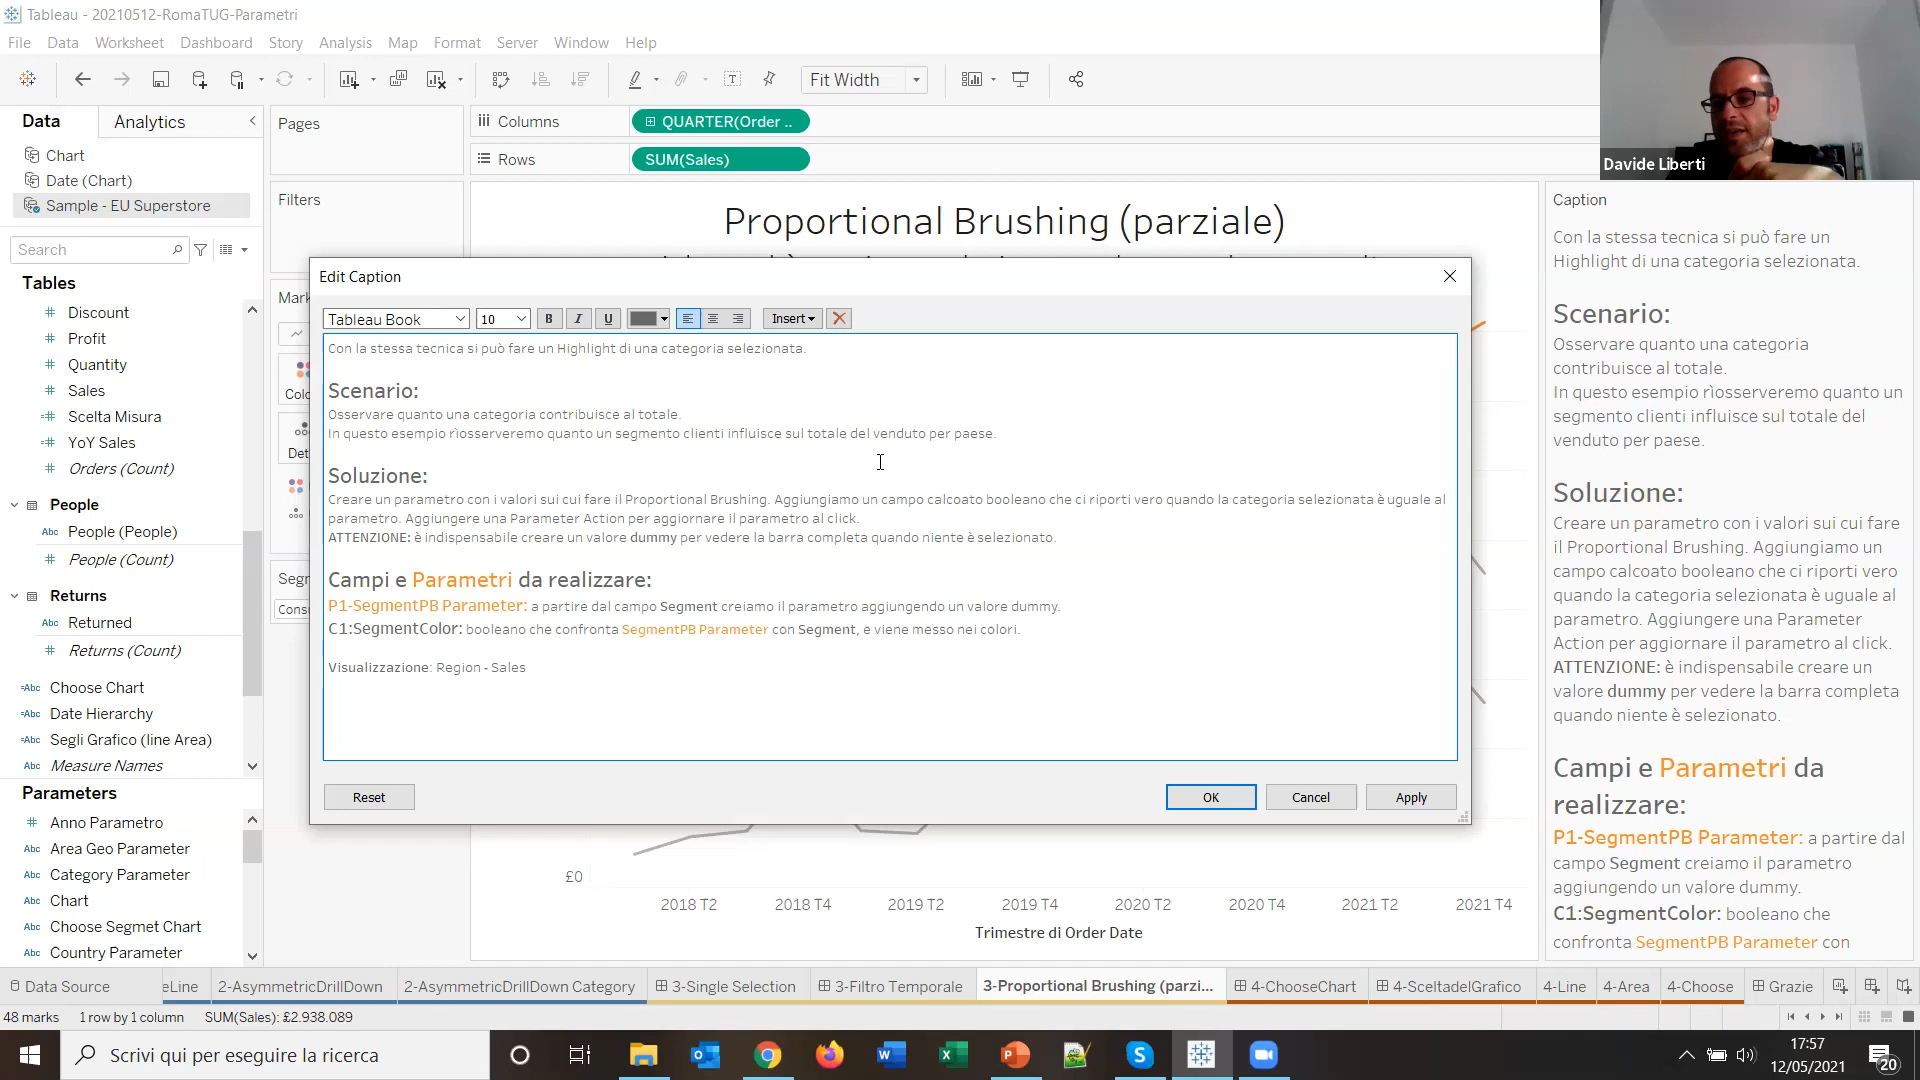 Tableau - 20210512-RomaTUG-Parametri
File Data Worksheet Dashboard Story Analysis Map Format Server Window Help
Fit Width
Davide Liberti
Data Analytics
Chart
Date (Chart)
Sample - EU Superstore
Search
Tables
Discount
Profit
Quantity
Sales
Scelta Misura
YoY Sales
Orders (Count)
People
Abc People (People)
People (Count)
Returns
Abc Returned
Returns (Count)
=Abc Choose Chart
=Abc Date Hierarchy
=Abc Segli Grafico (line Area)
Abc Measure Names
Parameters
# Anno Parametro
Abc Area Geo Parameter
Abc Category Parameter
Abc Chart
Abc Choose Segmet Chart
Abc Country Parameter
Pages
Filters
Columns QUARTER(Order ..
Rows SUM(Sales)
Proportional Brushing (parziale)
Edit Caption
Tableau Book 10 B I U Insert
Con la stessa tecnica si può fare un Highlight di una categoria selezionata.
Scenario:
Osservare quanto una categoria contribuisce al totale.
In questo esempio rìosserveremo quanto un segmento clienti influisce sul totale del venduto per paese.
Soluzione:
Creare un parametro con i valori sui cui fare il Proportional Brushing. Aggiungiamo un campo calcoato booleano che ci riporti vero quando la categoria selezionata è uguale al
parametro. Aggiungere una Parameter Action per aggiornare il parametro al click.
ATTENZIONE: è indispensabile creare un valore dummy per vedere la barra completa quando niente è selezionato.
Campi e Parametri da realizzare:
P1-SegmentPB Parameter: a partire dal campo Segment creiamo il parametro aggiungendo un valore dummy.
C1:SegmentColor: booleano che confronta SegmentPB Parameter con Segment, e viene messo nei colori.
Visualizzazione: Region - Sales
Reset OK Cancel Apply
£0
2018 T2 2018 T4 2019 T2 2019 T4 2020 T2 2020 T4 2021 T2 2021 T4
Trimestre di Order Date
Caption
Con la stessa tecnica si può fare un
Highlight di una categoria selezionata.
Scenario:
Osservare quanto una categoria
contribuisce al totale.
In questo esempio rìosserveremo quanto un
segmento clienti influisce sul totale del
venduto per paese.
Soluzione:
Creare un parametro con i valori sui cui fare
il Proportional Brushing. Aggiungiamo un
campo calcoato booleano che ci riporti vero
quando la categoria selezionata è uguale al
parametro. Aggiungere una Parameter
Action per aggiornare il parametro al click.
ATTENZIONE: è indispensabile creare un
valore dummy per vedere la barra completa
quando niente è selezionato.
Campi e Parametri da
realizzare:
P1-SegmentPB Parameter: a partire dal
campo Segment creiamo il parametro
aggiungendo un valore dummy.
C1:SegmentColor: booleano che
confronta SegmentPB Parameter con
Data Source eLine 2-AsymmetricDrillDown 2-AsymmetricDrillDown Category 3-Single Selection 3-Filtro Temporale 3-Proportional Brushing (parzi... 4-ChooseChart 4-SceltadelGrafico 4-Line 4-Area 4-Choose Grazie
48 marks 1 row by 1 column SUM(Sales): £2.938.089
Scrivi qui per eseguire la ricerca
17:57
12/05/2021
20